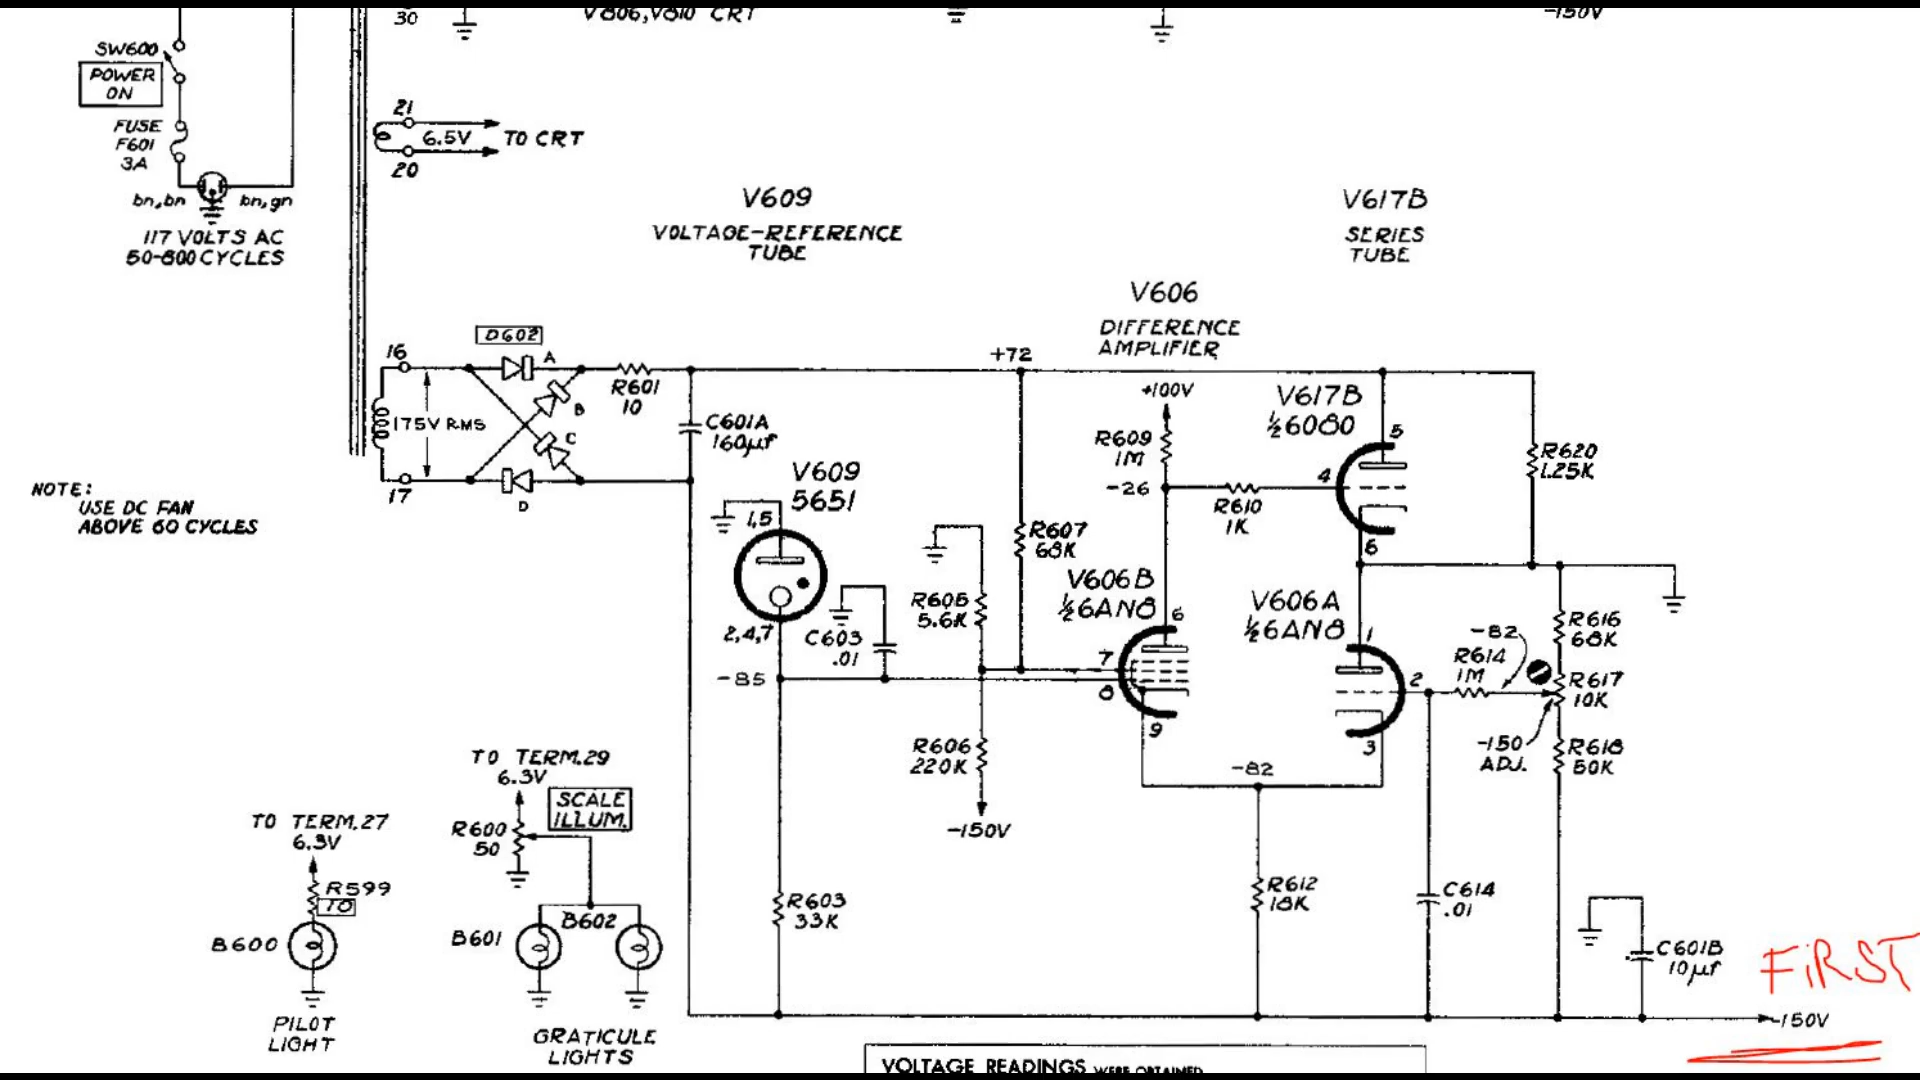 30
V806,V810 CRT
-150V
SW600
POWER
ON
FUSE
F601
3A
bn,bn
bn,gn
117 VOLTS AC
50-800 CYCLES
21
6.5V
TO CRT
20
V609
VOLTAGE-REFERENCE
TUBE
V617B
SERIES
TUBE
V606
DIFFERENCE
AMPLIFIER
D602
16
A
R601
10
B
175V RMS
C
17
D
C601A
160µf
+72
+100V
R609
1M
V617B
½6080
5
4
-26
R610
1K
6
R620
1.25K
NOTE:
USE DC FAN
ABOVE 60 CYCLES
V609
5651
1,5
2,4,7
-85
C603
.01
R605
5.6K
R607
68K
V606B
½6AN8
6
7
8
9
V606A
½6AN8
1
2
3
-82
R614
1M
R616
68K
R617
10K
-150
ADJ.
R618
50K
R606
220K
-150V
-82
TO TERM.29
6.3V
SCALE
ILLUM.
R600
50
TO TERM.27
6.3V
R599
10
B600
PILOT
LIGHT
B601
B602
GRATICULE
LIGHTS
R603
33K
R612
18K
C614
.01
C601B
10µf
FIRST
-150V
VOLTAGE READINGS WERE OBTAINED